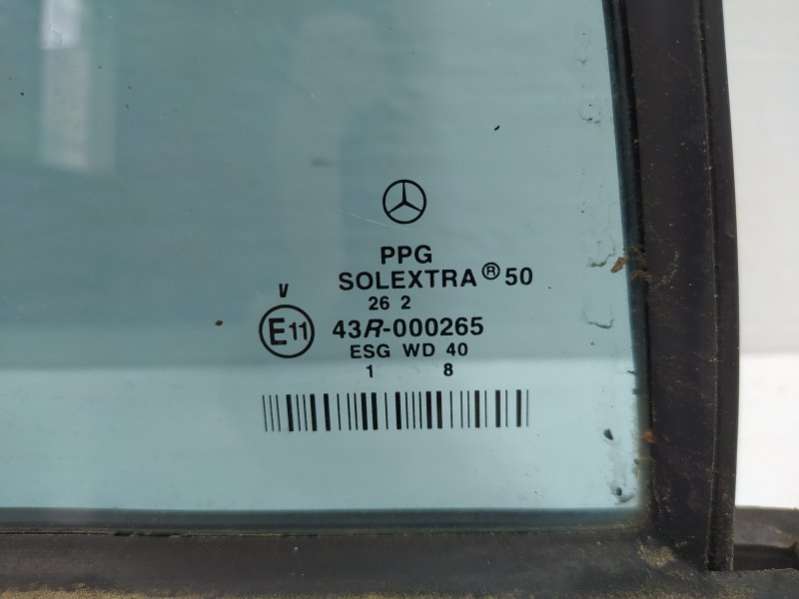 PPG
SOLEXTRA® 50
26 2
V
E11 43R-000265
ESG WD 40
1 8